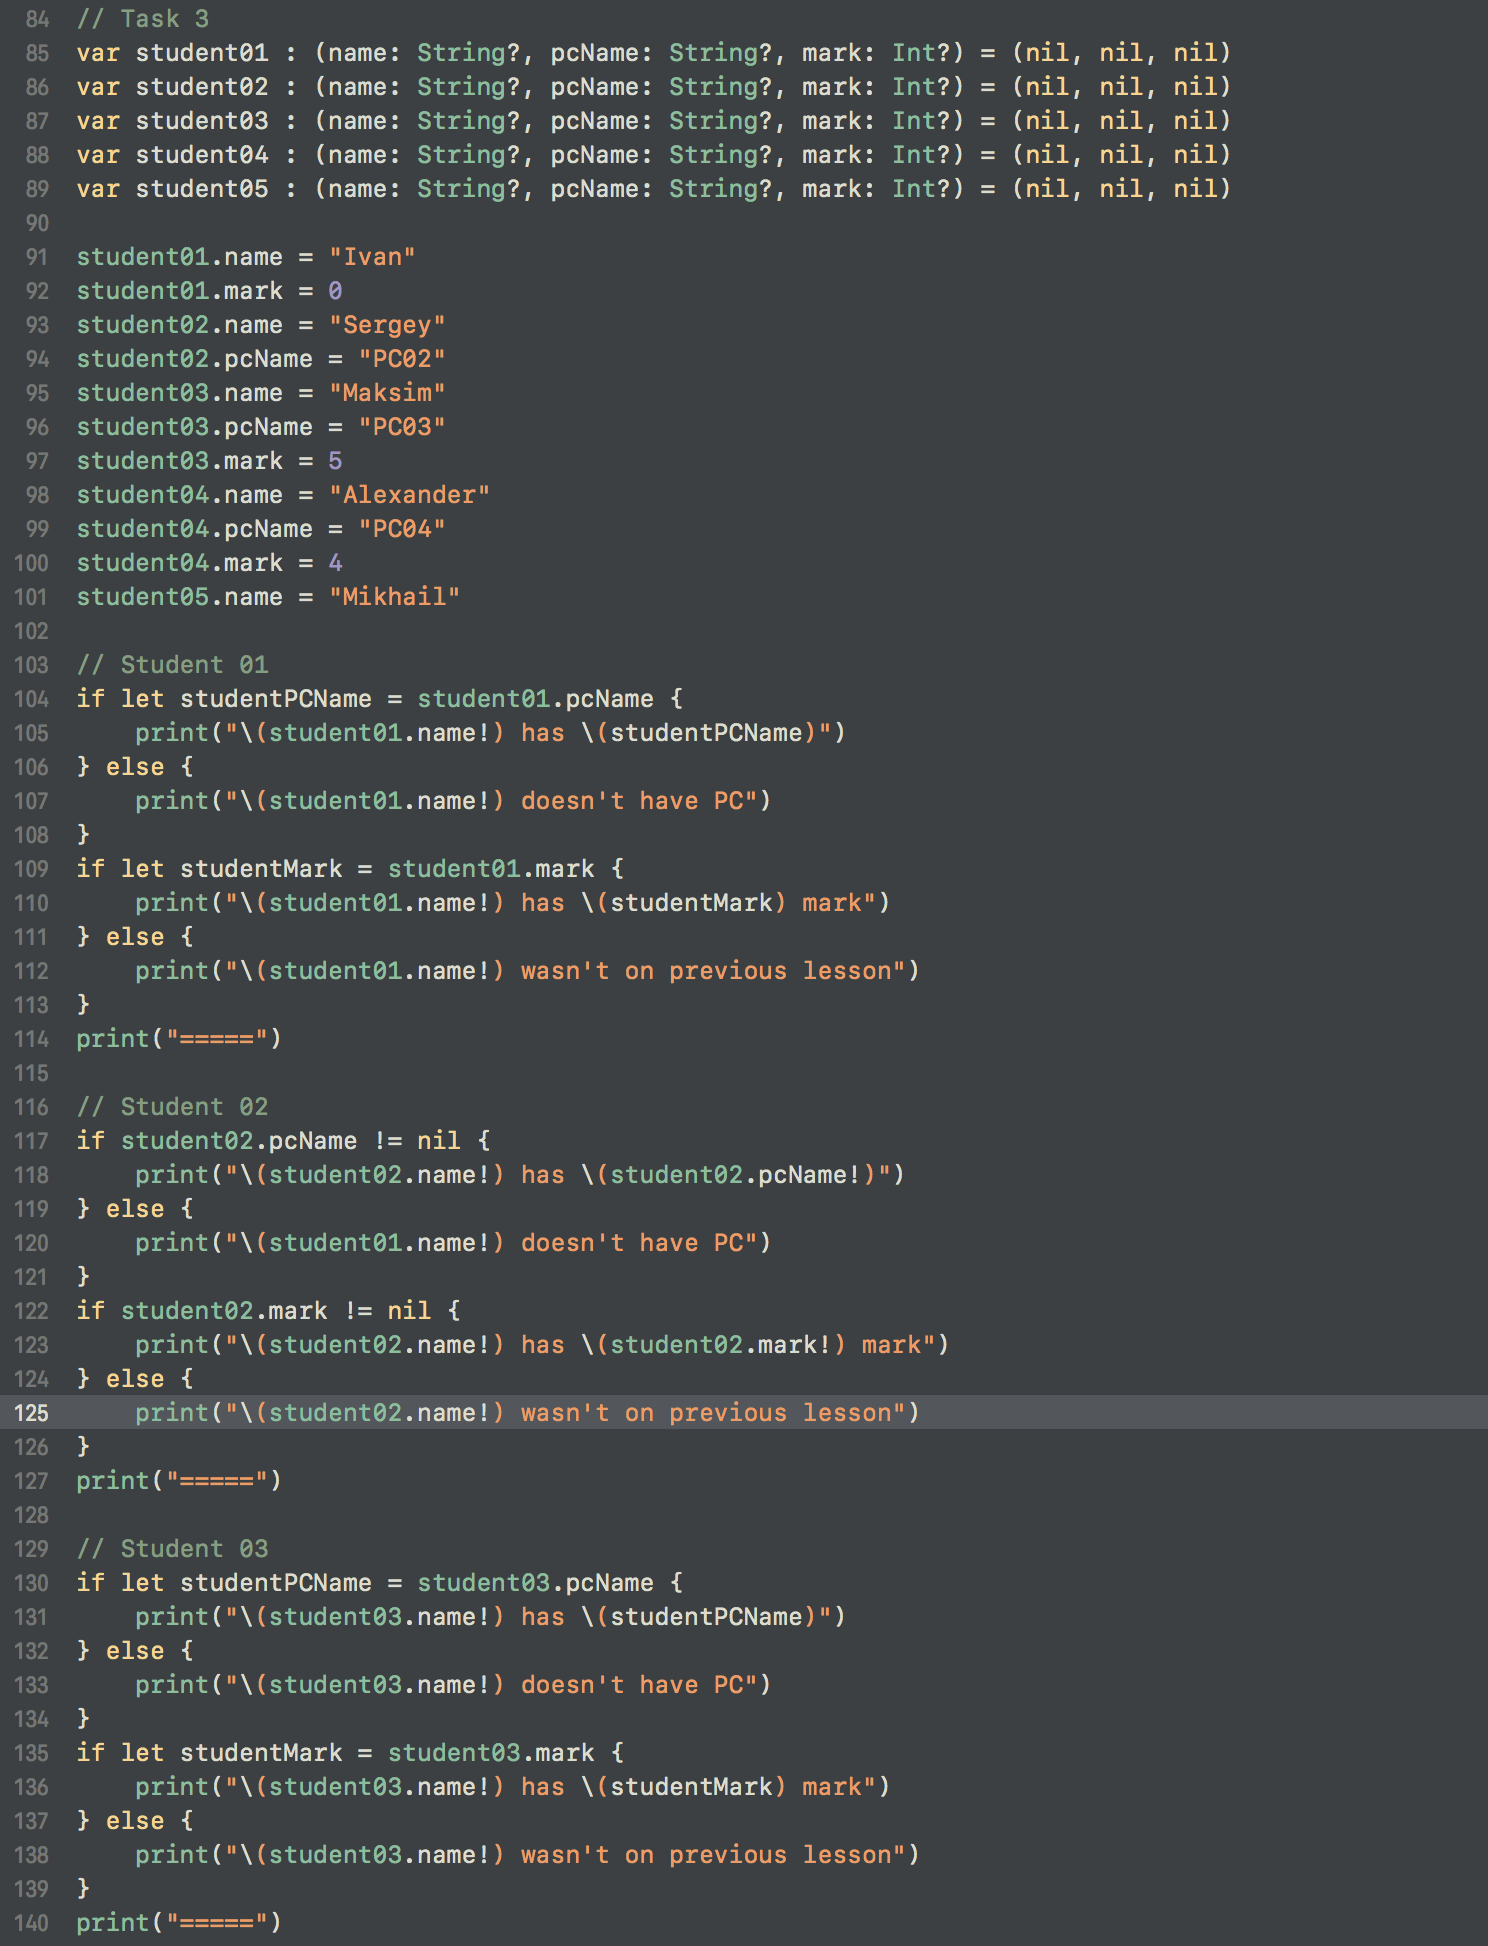 84 // Task 3
85 var student01 : (name: String?, pcName: String?, mark: Int?) = (nil, nil, nil)
86 var student02 : (name: String?, pcName: String?, mark: Int?) = (nil, nil, nil)
87 var student03 : (name: String?, pcName: String?, mark: Int?) = (nil, nil, nil)
88 var student04 : (name: String?, pcName: String?, mark: Int?) = (nil, nil, nil)
89 var student05 : (name: String?, pcName: String?, mark: Int?) = (nil, nil, nil)
90
91 student01.name = "Ivan"
92 student01.mark = 0
93 student02.name = "Sergey"
94 student02.pcName = "PC02"
95 student03.name = "Maksim"
96 student03.pcName = "PC03"
97 student03.mark = 5
98 student04.name = "Alexander"
99 student04.pcName = "PC04"
100 student04.mark = 4
101 student05.name = "Mikhail"
102
103 // Student 01
104 if let studentPCName = student01.pcName {
105     print("\(student01.name!) has \(studentPCName)")
106 } else {
107     print("\(student01.name!) doesn't have PC")
108 }
109 if let studentMark = student01.mark {
110     print("\(student01.name!) has \(studentMark) mark")
111 } else {
112     print("\(student01.name!) wasn't on previous lesson")
113 }
114 print("=====")
115
116 // Student 02
117 if student02.pcName != nil {
118     print("\(student02.name!) has \(student02.pcName!)")
119 } else {
120     print("\(student01.name!) doesn't have PC")
121 }
122 if student02.mark != nil {
123     print("\(student02.name!) has \(student02.mark!) mark")
124 } else {
125     print("\(student02.name!) wasn't on previous lesson")
126 }
127 print("=====")
128
129 // Student 03
130 if let studentPCName = student03.pcName {
131     print("\(student03.name!) has \(studentPCName)")
132 } else {
133     print("\(student03.name!) doesn't have PC")
134 }
135 if let studentMark = student03.mark {
136     print("\(student03.name!) has \(studentMark) mark")
137 } else {
138     print("\(student03.name!) wasn't on previous lesson")
139 }
140 print("=====")